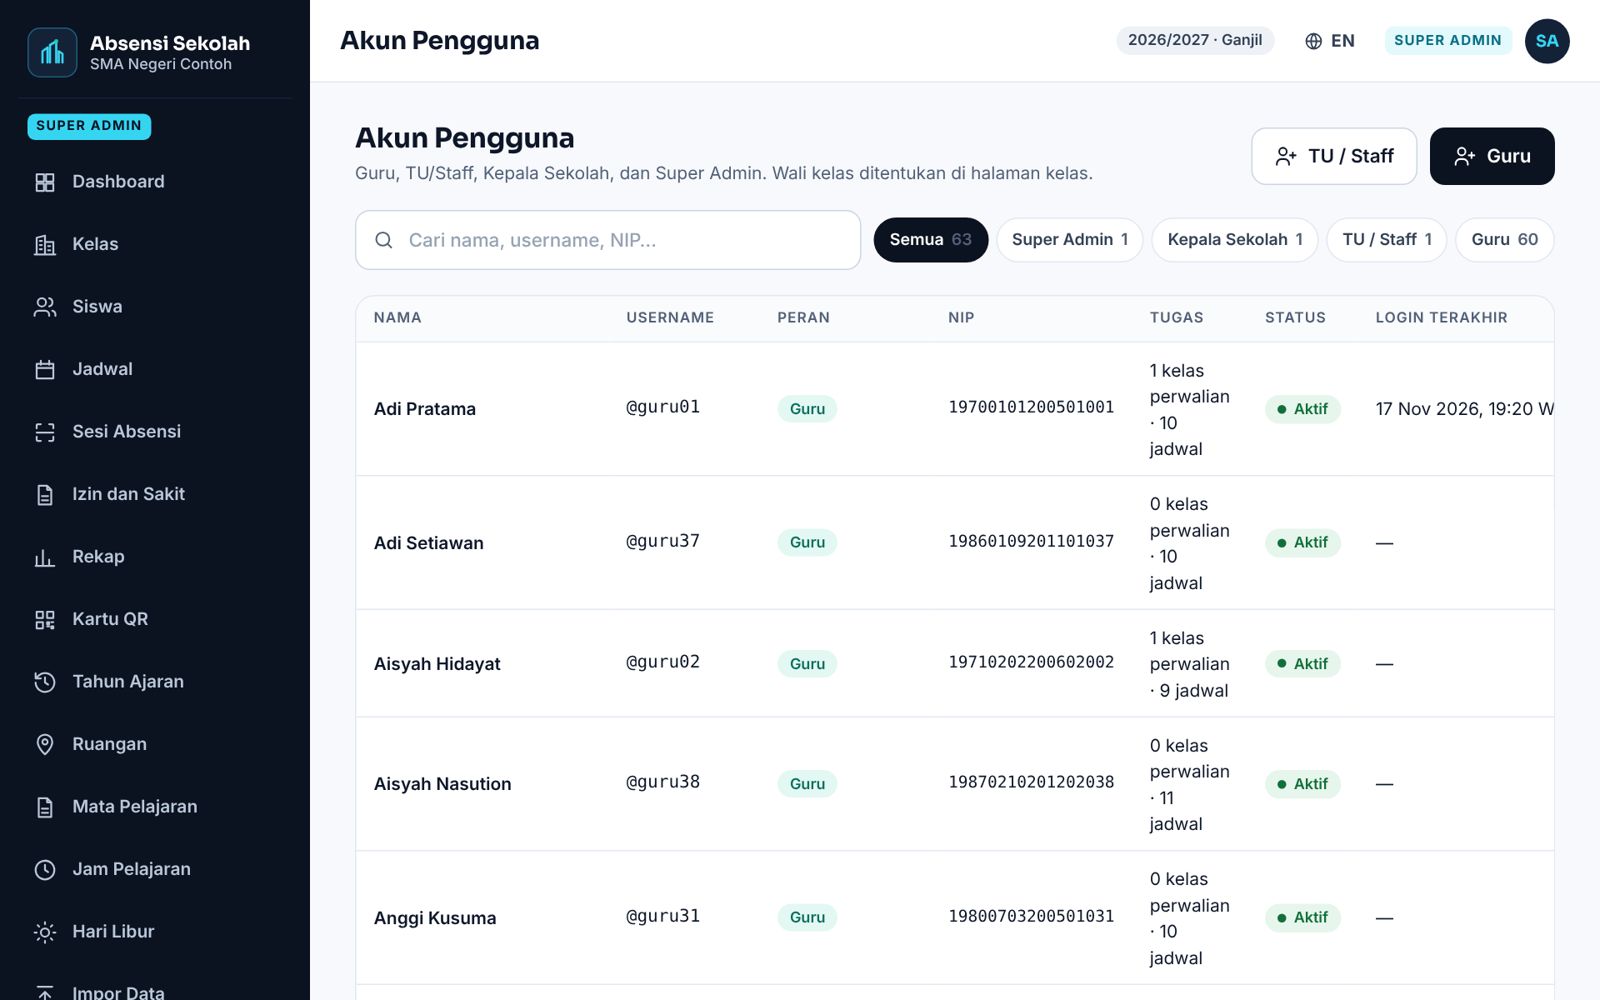 Absensi Sekolah
SMA Negeri Contoh
SUPER ADMIN
Dashboard
Kelas
Siswa
Jadwal
Sesi Absensi
Izin dan Sakit
Rekap
Kartu QR
Tahun Ajaran
Ruangan
Mata Pelajaran
Jam Pelajaran
Hari Libur
Impor Data
Akun Pengguna
2026/2027 · Ganjil
EN
SUPER ADMIN
SA
Akun Pengguna
Guru, TU/Staff, Kepala Sekolah, dan Super Admin. Wali kelas ditentukan di halaman kelas.
TU / Staff
Guru
Cari nama, username, NIP...
Semua 63
Super Admin 1
Kepala Sekolah 1
TU / Staff 1
Guru 60
NAMA USERNAME PERAN NIP TUGAS STATUS LOGIN TERAKHIR
Adi Pratama
@guru01
Guru
19700101200501001
1 kelas
perwalian
· 10
jadwal
Aktif
17 Nov 2026, 19:20 W
Adi Setiawan
@guru37
Guru
19860109201101037
0 kelas
perwalian
· 10
jadwal
Aktif
—
Aisyah Hidayat
@guru02
Guru
19710202200602002
1 kelas
perwalian
· 9 jadwal
Aktif
—
Aisyah Nasution
@guru38
Guru
19870210201202038
0 kelas
perwalian
· 11
jadwal
Aktif
—
Anggi Kusuma
@guru31
Guru
19800703200501031
0 kelas
perwalian
· 10
jadwal
Aktif
—